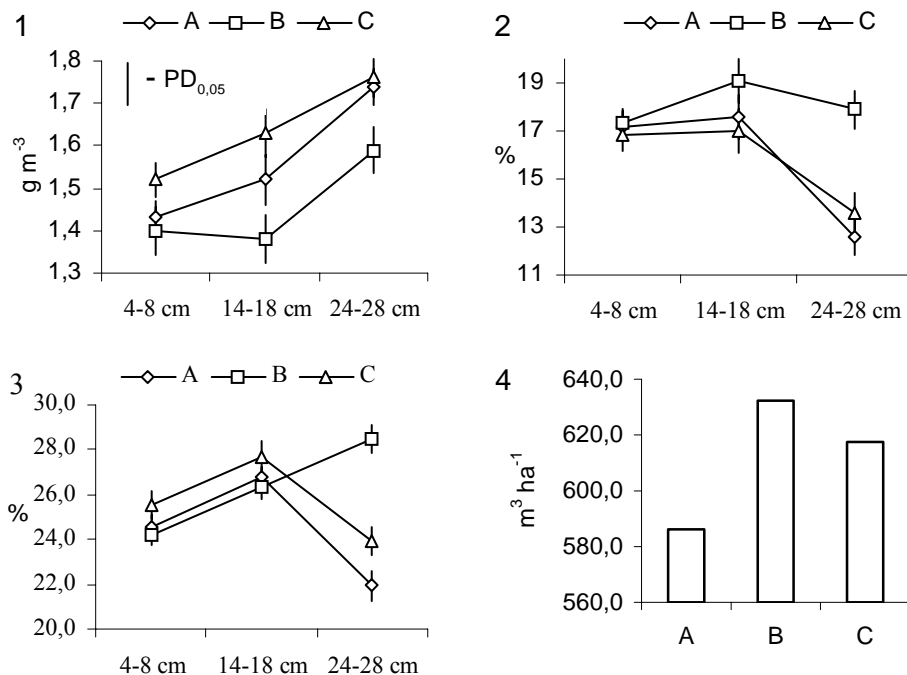 1
A B C
1,8
1,7
1,6
1,5
1,4
1,3
g m⁻³
- PD₀,₀₅
4-8 cm 14-18 cm 24-28 cm
2
A B C
19
17
15
13
11
%
4-8 cm 14-18 cm 24-28 cm
3
A B C
30,0
28,0
26,0
24,0
22,0
20,0
%
4-8 cm 14-18 cm 24-28 cm
4
640,0
620,0
600,0
580,0
560,0
m³ ha⁻¹
A B C